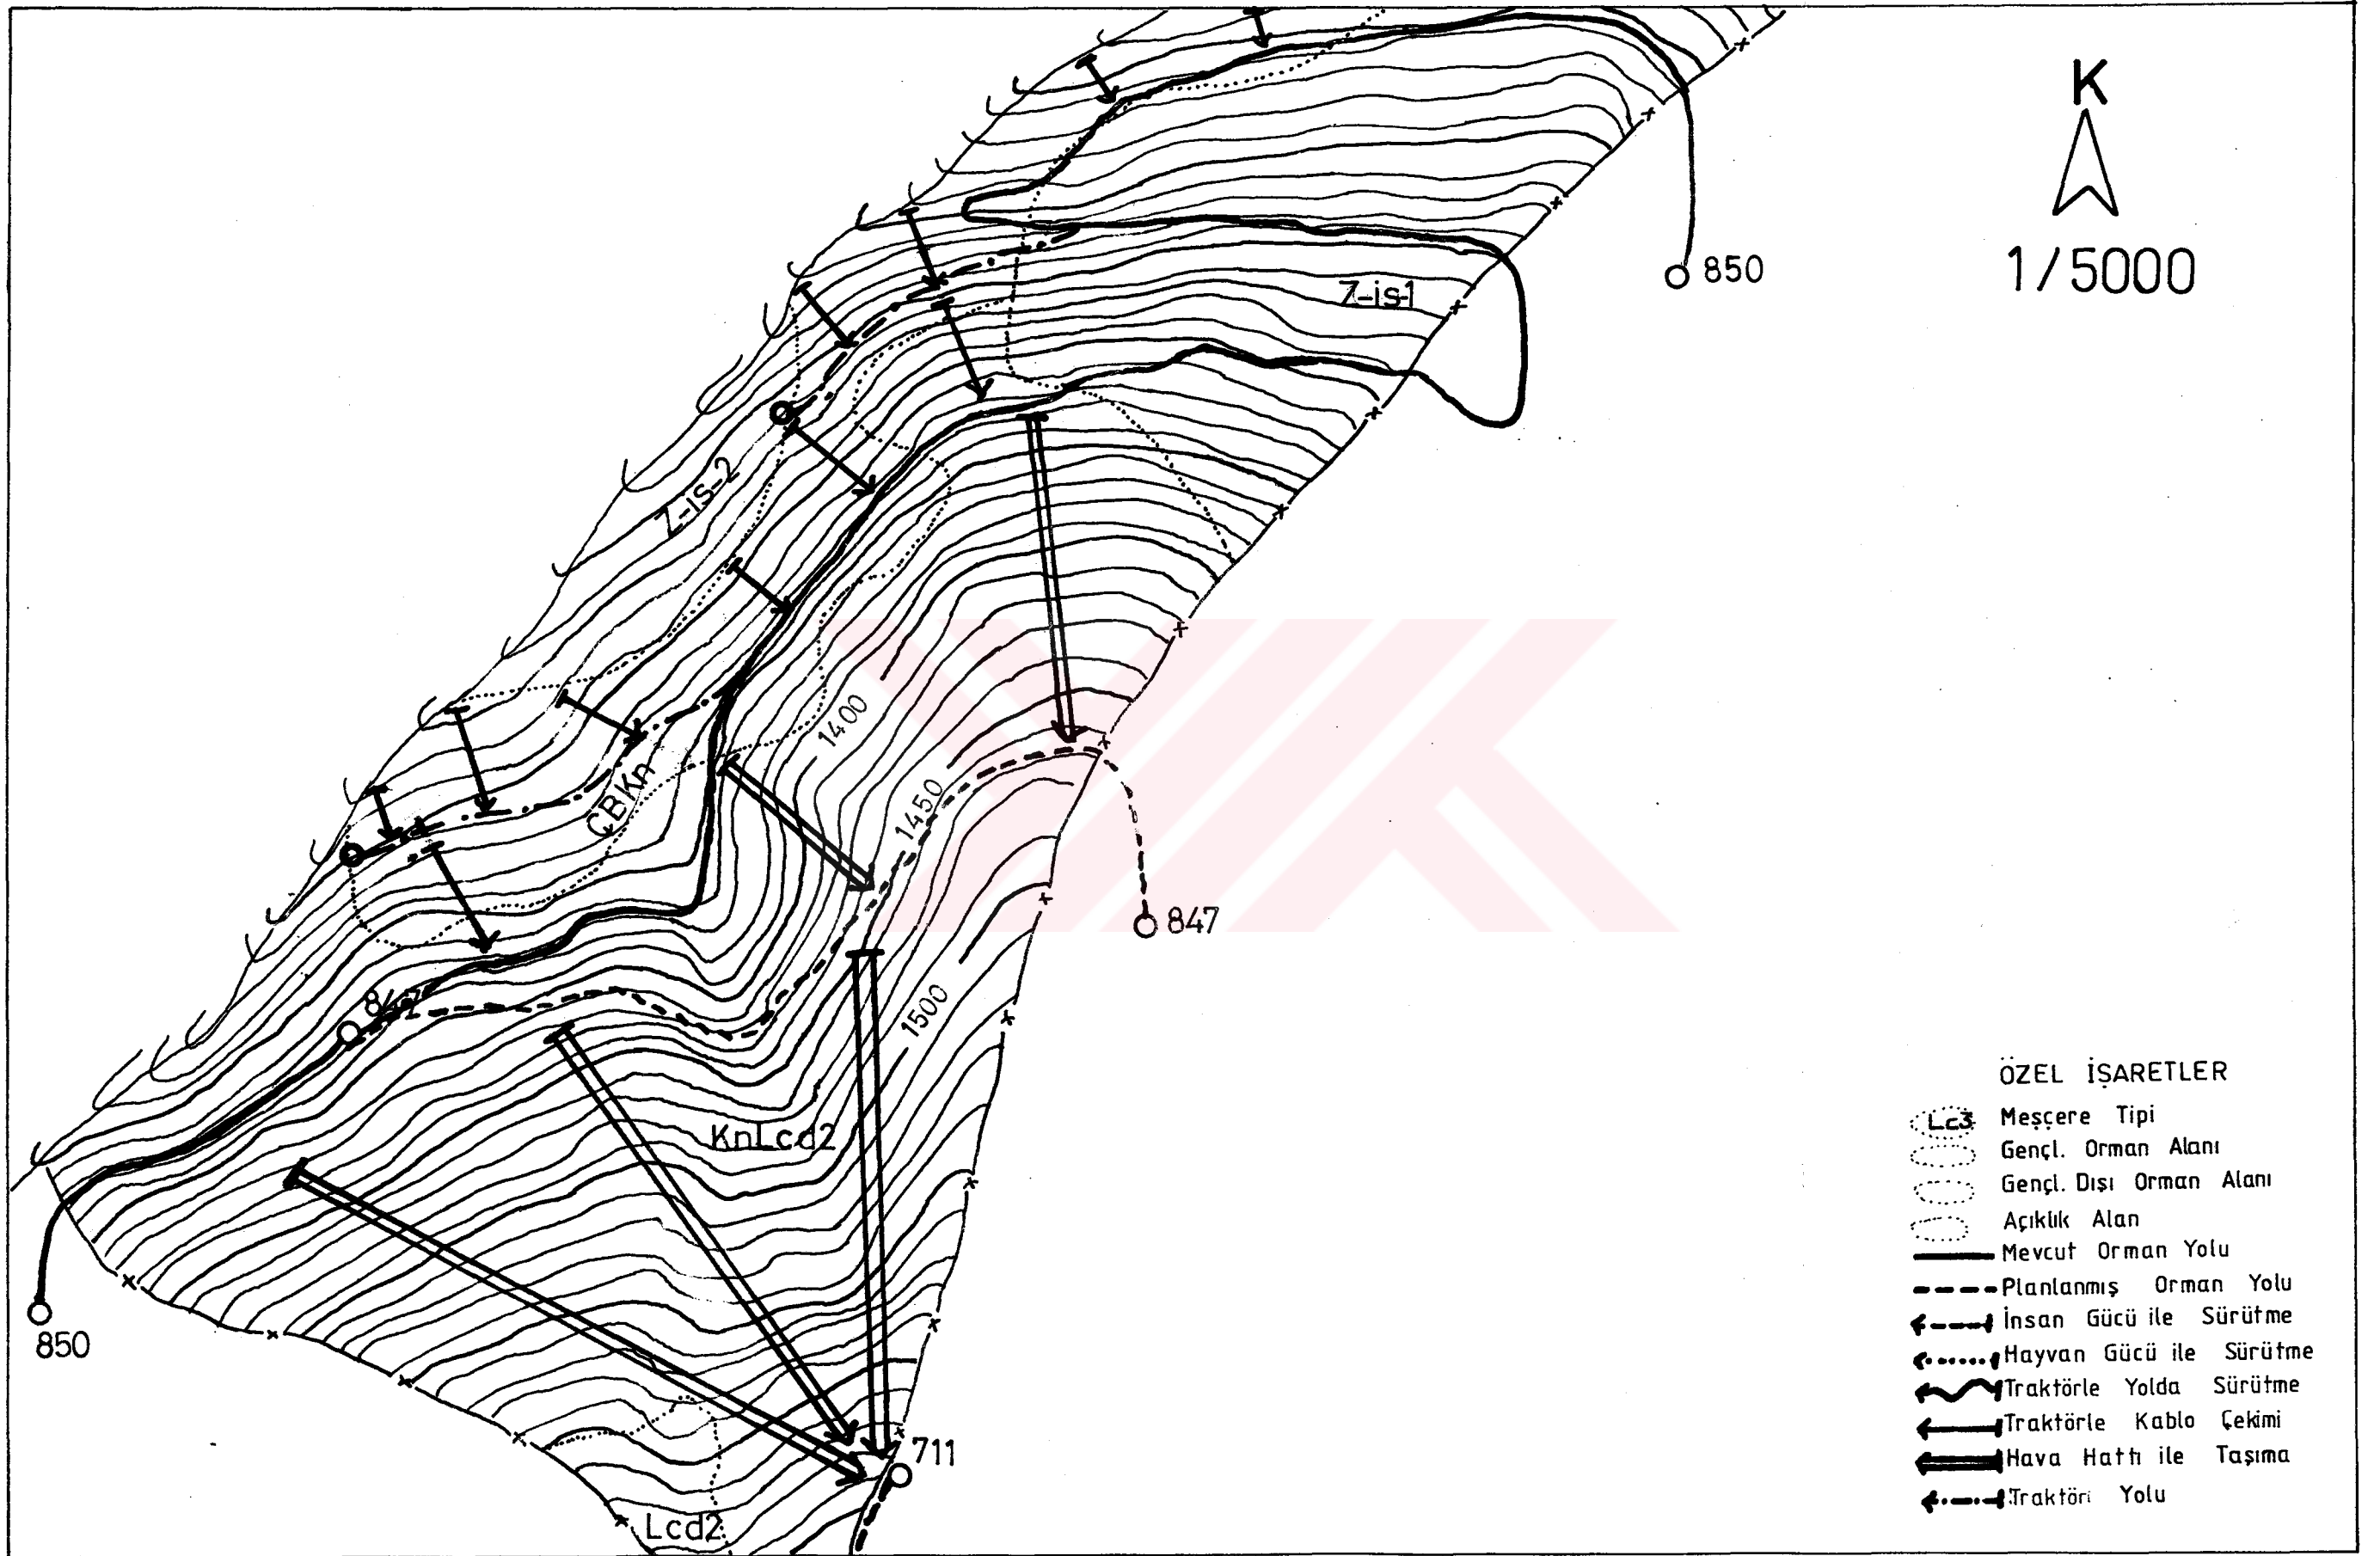 K
1/5000
850
Z-is-1
Z-is-2
1400
ÇBKn
1450
847
847
1500
KnLcd2
850
711
Lcd2
ÖZEL İŞARETLER
Lc3 Meşçere Tipi
Gençl. Orman Alanı
Gençl. Dışı Orman Alanı
Açıklık Alan
Mevcut Orman Yolu
Planlanmış Orman Yolu
İnsan Gücü ile Sürütme
Hayvan Gücü ile Sürütme
Traktörle Yolda Sürütme
Traktörle Kablo Çekimi
Hava Hattı ile Taşıma
Traktör Yolu